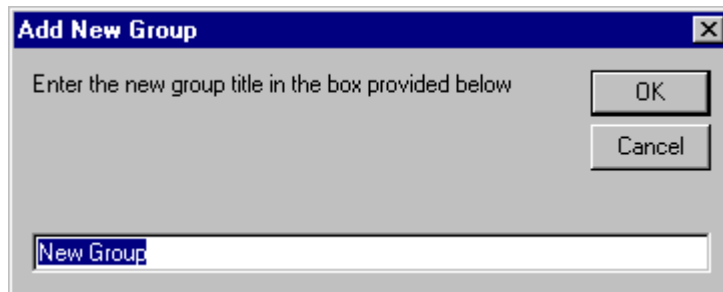 Add New Group
Enter the new group title in the box provided below
OK
Cancel
New Group